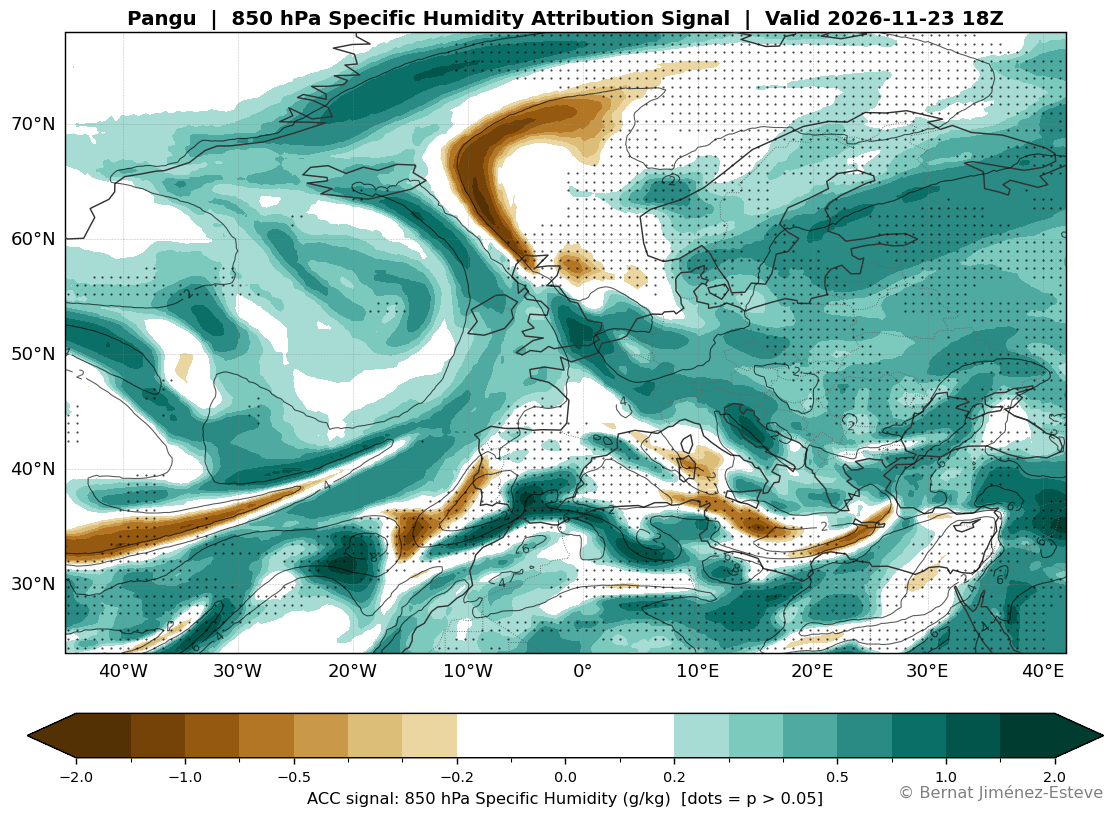 Pangu | 850 hPa Specific Humidity Attribution Signal | Valid 2026-11-23 18Z
70°N
60°N
50°N
40°N
30°N
40°W 30°W 20°W 10°W 0° 10°E 20°E 30°E 40°E
−2.0 −1.0 −0.5 −0.2 0.0 0.2 0.5 1.0 2.0
ACC signal: 850 hPa Specific Humidity (g/kg) [dots = p > 0.05]
© Bernat Jiménez-Esteve